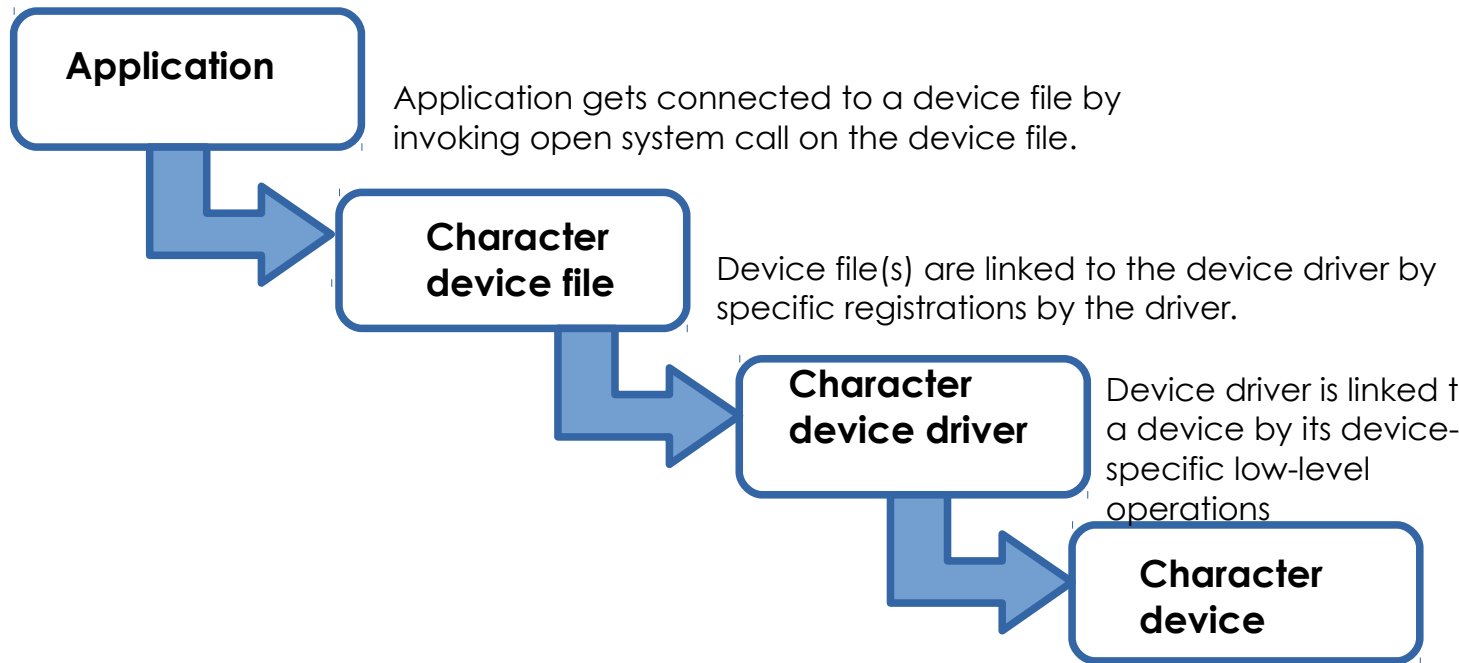 Application
Application gets connected to a device file by
invoking open system call on the device file.
Character
device file
Device file(s) are linked to the device driver by
specific registrations by the driver.
Character
device driver
Device driver is linked t
a device by its device-
specific low-level
operations
Character
device